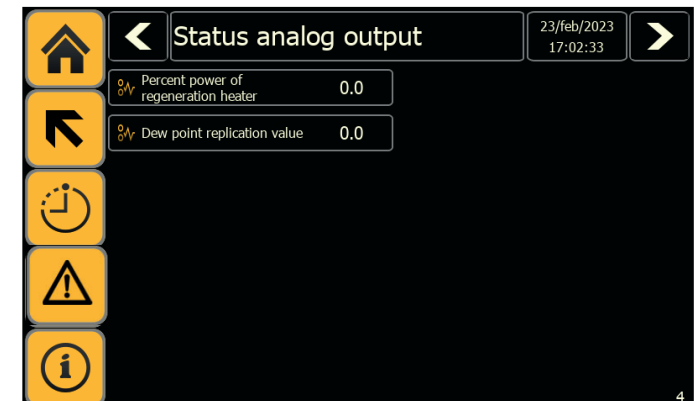 Status analog output
23/feb/2023
17:02:33
Percent power of
regeneration heater
0.0
Dew point replication value
0.0
4